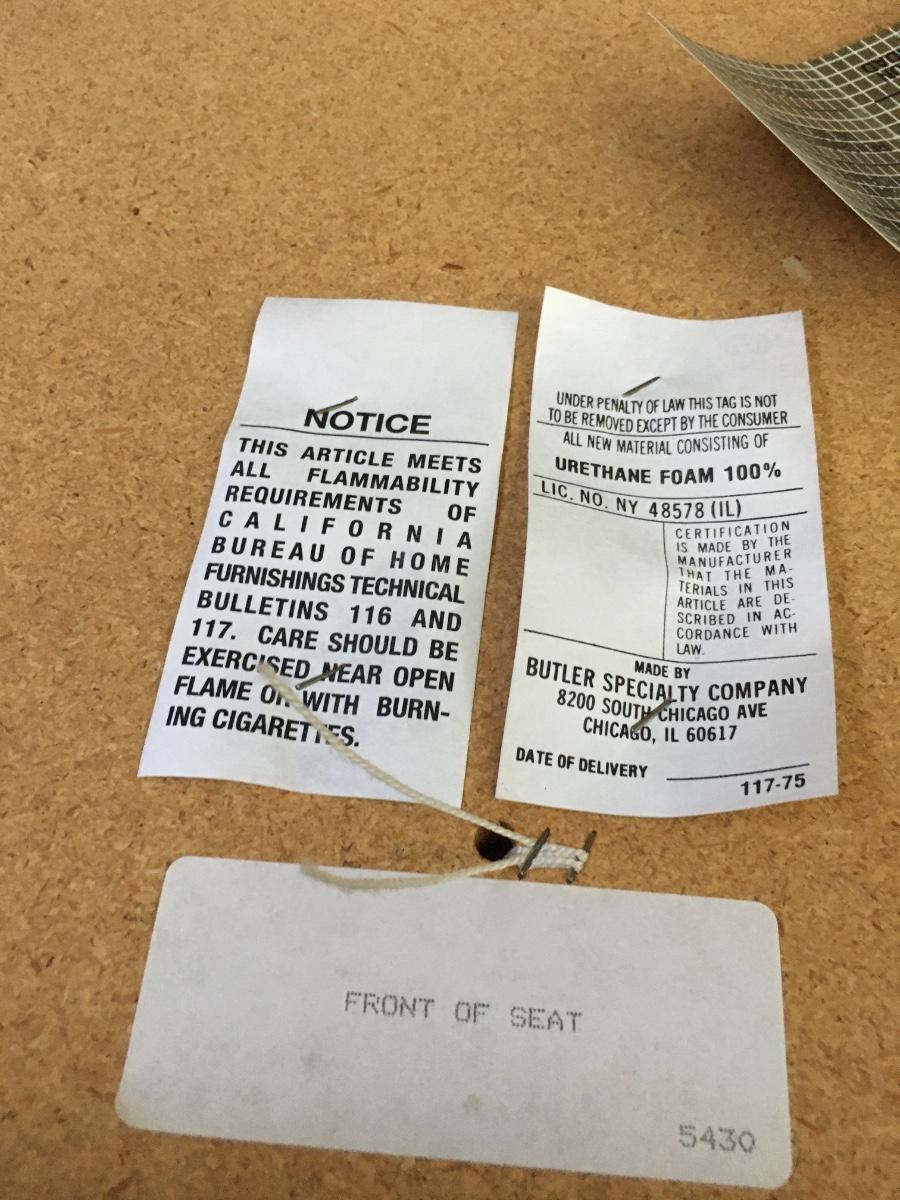 NOTICE
THIS ARTICLE MEETS
ALL FLAMMABILITY
REQUIREMENTS OF
CALIFORNIA
BUREAU OF HOME
FURNISHINGS TECHNICAL
BULLETINS 116 AND
117. CARE SHOULD BE
EXERCISED NEAR OPEN
FLAME OR WITH BURN-
ING CIGARETTES.
UNDER PENALTY OF LAW THIS TAG IS NOT
TO BE REMOVED EXCEPT BY THE CONSUMER
ALL NEW MATERIAL CONSISTING OF
URETHANE FOAM 100%
LIC. NO. NY 48578 (IL)
CERTIFICATION
IS MADE BY THE
MANUFACTURER
THAT THE MA-
TERIALS IN THIS
ARTICLE ARE DE-
SCRIBED IN AC-
CORDANCE WITH
LAW.
MADE BY
BUTLER SPECIALTY COMPANY
8200 SOUTH CHICAGO AVE
CHICAGO, IL 60617
DATE OF DELIVERY
117-75
FRONT OF SEAT
5430